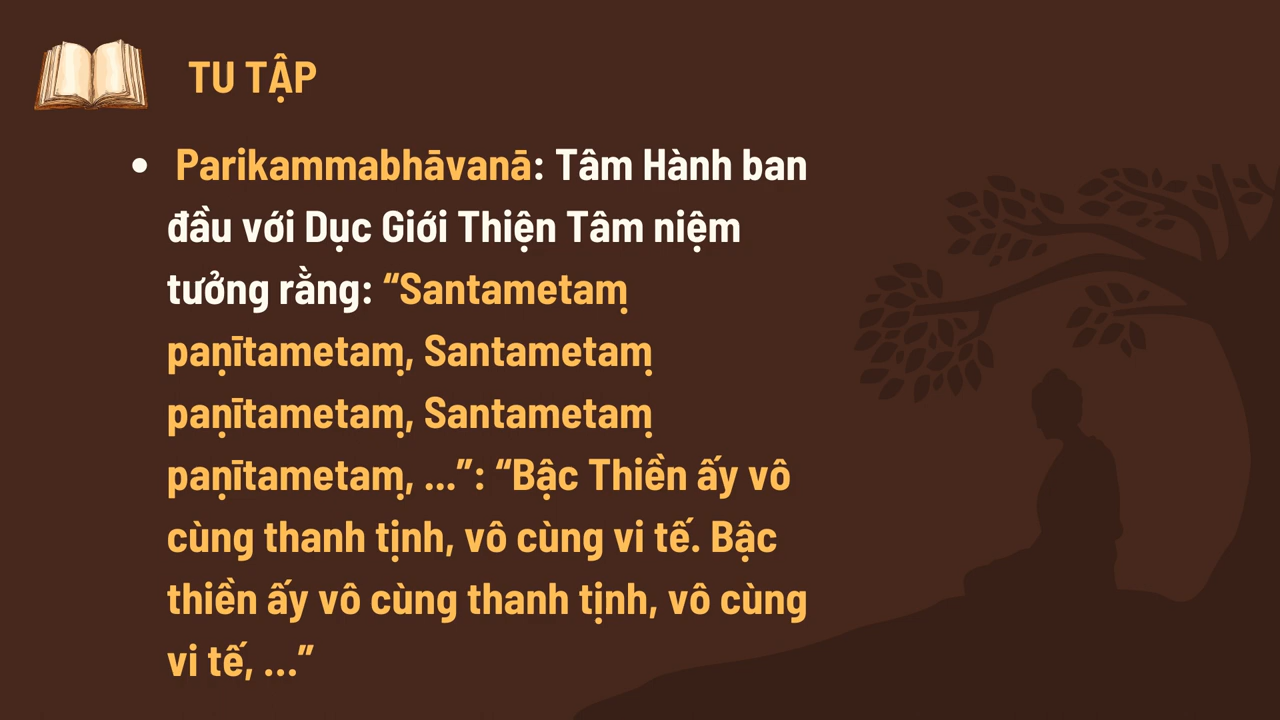 TU TẬP
• Parikammabhāvanā: Tâm Hành ban
đầu với Dục Giới Thiện Tâm niệm
tưởng rằng: “Santametaṃ
paṇītametaṃ, Santametaṃ
paṇītametaṃ, Santametaṃ
paṇītametaṃ, ...”: “Bậc Thiền ấy vô
cùng thanh tịnh, vô cùng vi tế. Bậc
thiền ấy vô cùng thanh tịnh, vô cùng
vi tế, ...”